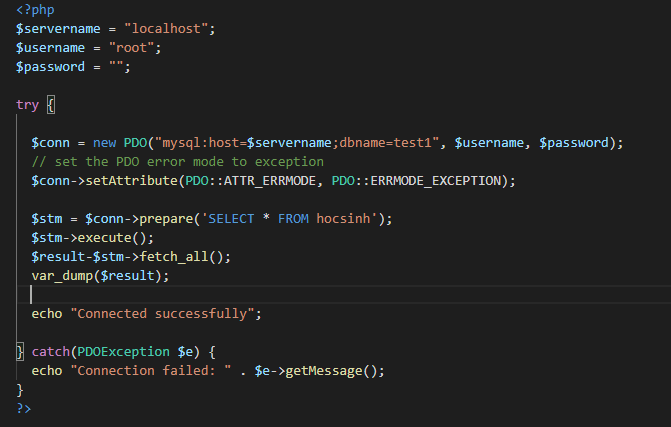 <?php
$servername = "localhost";
$username = "root";
$password = "";
try {
$conn = new PDO("mysql:host=$servername;dbname=test1", $username, $password);
// set the PDO error mode to exception
$conn->setAttribute(PDO::ATTR_ERRMODE, PDO::ERRMODE_EXCEPTION);
$stm = $conn->prepare('SELECT * FROM hocsinh');
$stm->execute();
$result-$stm->fetch_all();
var_dump($result);
echo "Connected successfully";
} catch(PDOException $e) {
echo "Connection failed: " . $e->getMessage();
}
?>